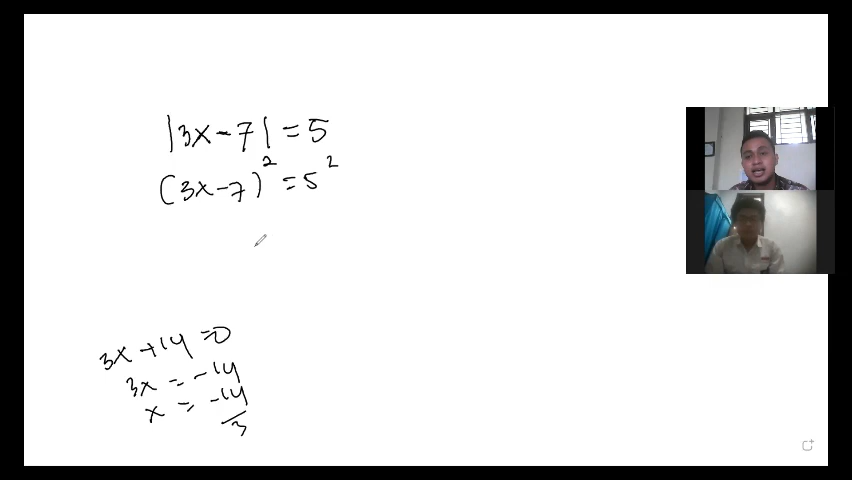 |3x-7| = 5
(3x-7)² = 5²
3x + 14 = 0
3x = -14
x = -14/3